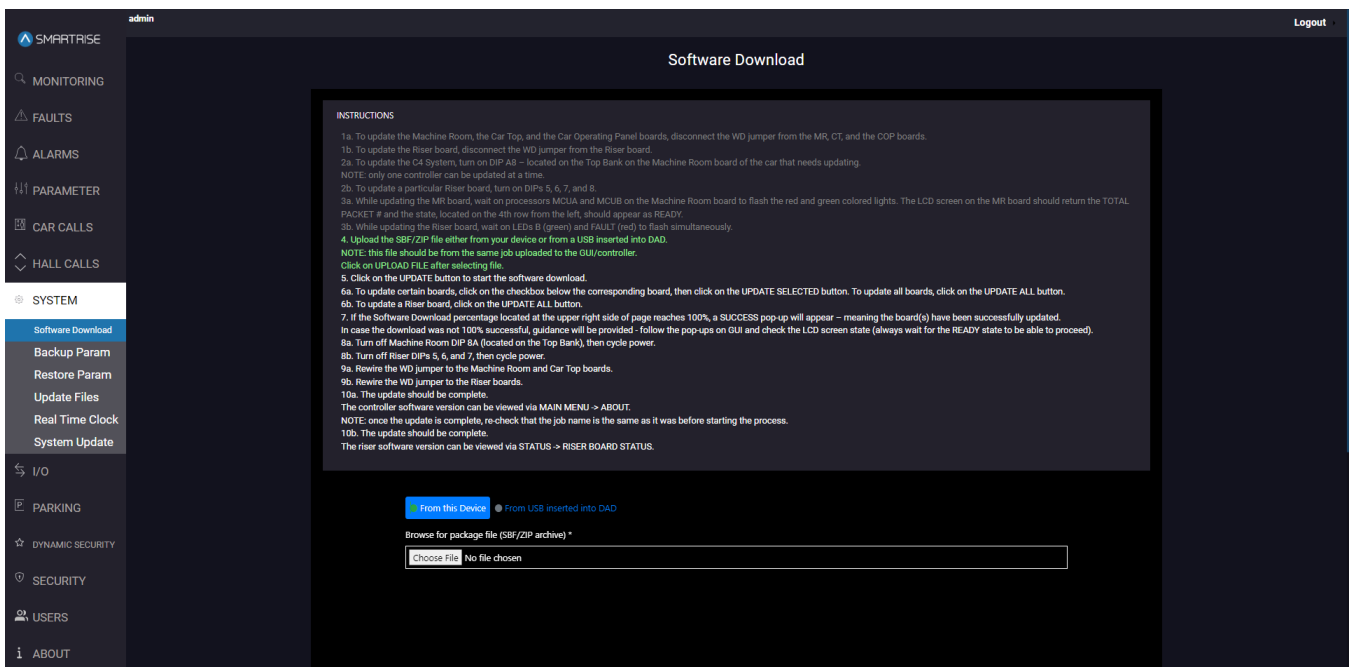 admin
Logout
SMARTRISE
MONITORING
FAULTS
ALARMS
PARAMETER
CAR CALLS
HALL CALLS
SYSTEM
Software Download
Backup Param
Restore Param
Update Files
Real Time Clock
System Update
I/O
PARKING
DYNAMIC SECURITY
SECURITY
USERS
ABOUT
Software Download
INSTRUCTIONS
1a. To update the Machine Room, the Car Top, and the Car Operating Panel boards, disconnect the WD jumper from the MR, CT, and the COP boards.
1b. To update the Riser board, disconnect the WD jumper from the Riser board.
2a. To update the C4 System, turn on DIP A8 – located on the Top Bank on the Machine Room board of the car that needs updating.
NOTE: only one controller can be updated at a time.
2b. To update a particular Riser board, turn on DIPs 5, 6, 7, and 8.
3a. While updating the MR board, wait on processors MCUA and MCUB on the Machine Room board to flash the red and green colored lights. The LCD screen on the MR board should return the TOTAL
PACKET # and the state, located on the 4th row from the left, should appear as READY.
3b. While updating the Riser board, wait on LEDs B (green) and FAULT (red) to flash simultaneously.
4. Upload the SBF/ZIP file either from your device or from a USB inserted into DAD.
NOTE: this file should be from the same job uploaded to the GUI/controller.
Click on UPLOAD FILE after selecting file.
5. Click on the UPDATE button to start the software download.
6a. To update certain boards, click on the checkbox below the corresponding board, then click on the UPDATE SELECTED button. To update all boards, click on the UPDATE ALL button.
6b. To update a Riser board, click on the UPDATE ALL button.
7. If the Software Download percentage located at the upper right side of page reaches 100%, a SUCCESS pop-up will appear – meaning the board(s) have been successfully updated.
In case the download was not 100% successful, guidance will be provided - follow the pop-ups on GUI and check the LCD screen state (always wait for the READY state to be able to proceed).
8a. Turn off Machine Room DIP 8A (located on the Top Bank), then cycle power.
8b. Turn off Riser DIPs 5, 6, and 7, then cycle power.
9a. Rewire the WD jumper to the Machine Room and Car Top boards.
9b. Rewire the WD jumper to the Riser boards.
10a. The update should be complete.
The controller software version can be viewed via MAIN MENU -> ABOUT.
NOTE: once the update is complete, re-check that the job name is the same as it was before starting the process.
10b. The update should be complete.
The riser software version can be viewed via STATUS -> RISER BOARD STATUS.
From this Device From USB inserted into DAD
Browse for package file (SBF/ZIP archive) *
Choose File No file chosen